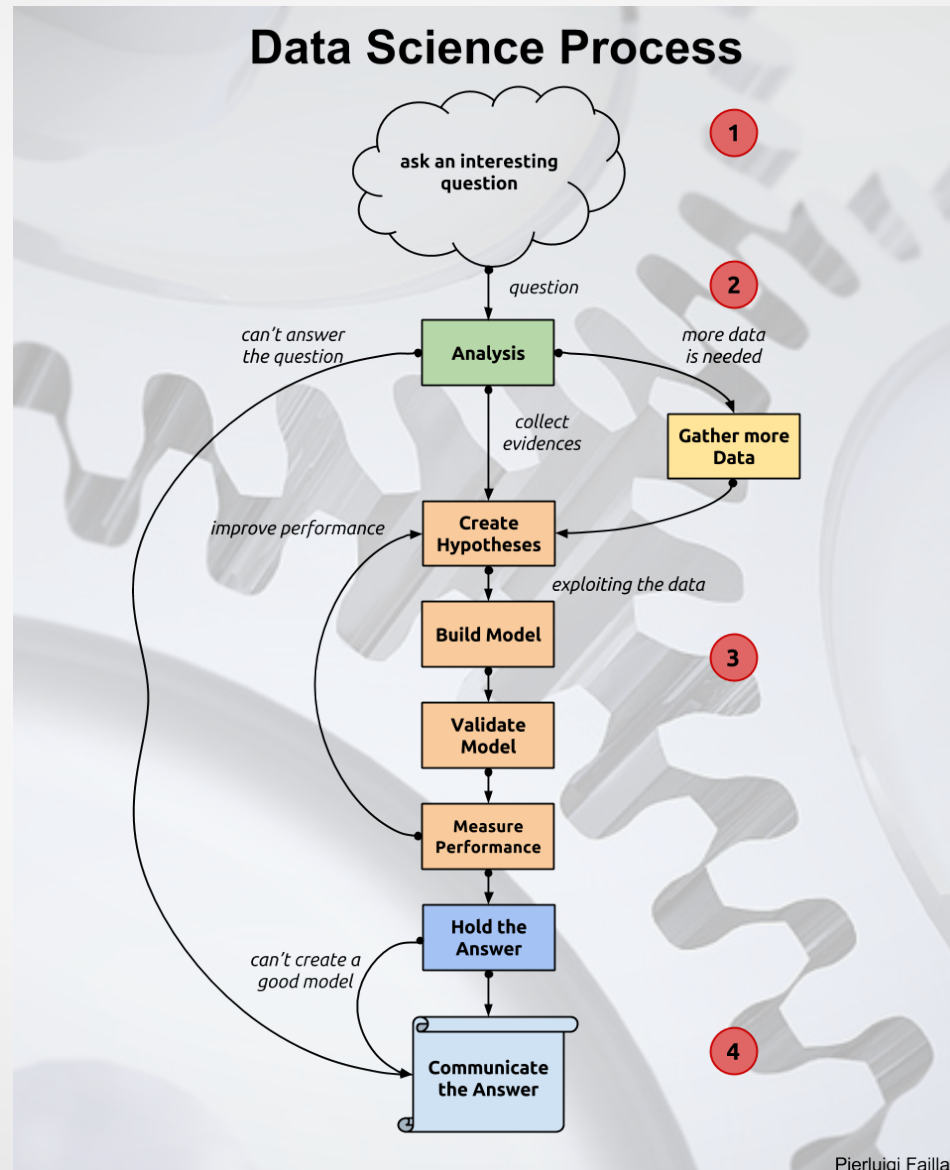 Data Science Process
ask an interesting
question
1
question
2
can't answer
the question
Analysis
more data
is needed
collect
evidences
Gather more
Data
improve performance
Create
Hypotheses
exploiting the data
Build Model
3
Validate
Model
Measure
Performance
Hold the
Answer
can't create a
good model
Communicate
the Answer
4
Pierluigi Failla